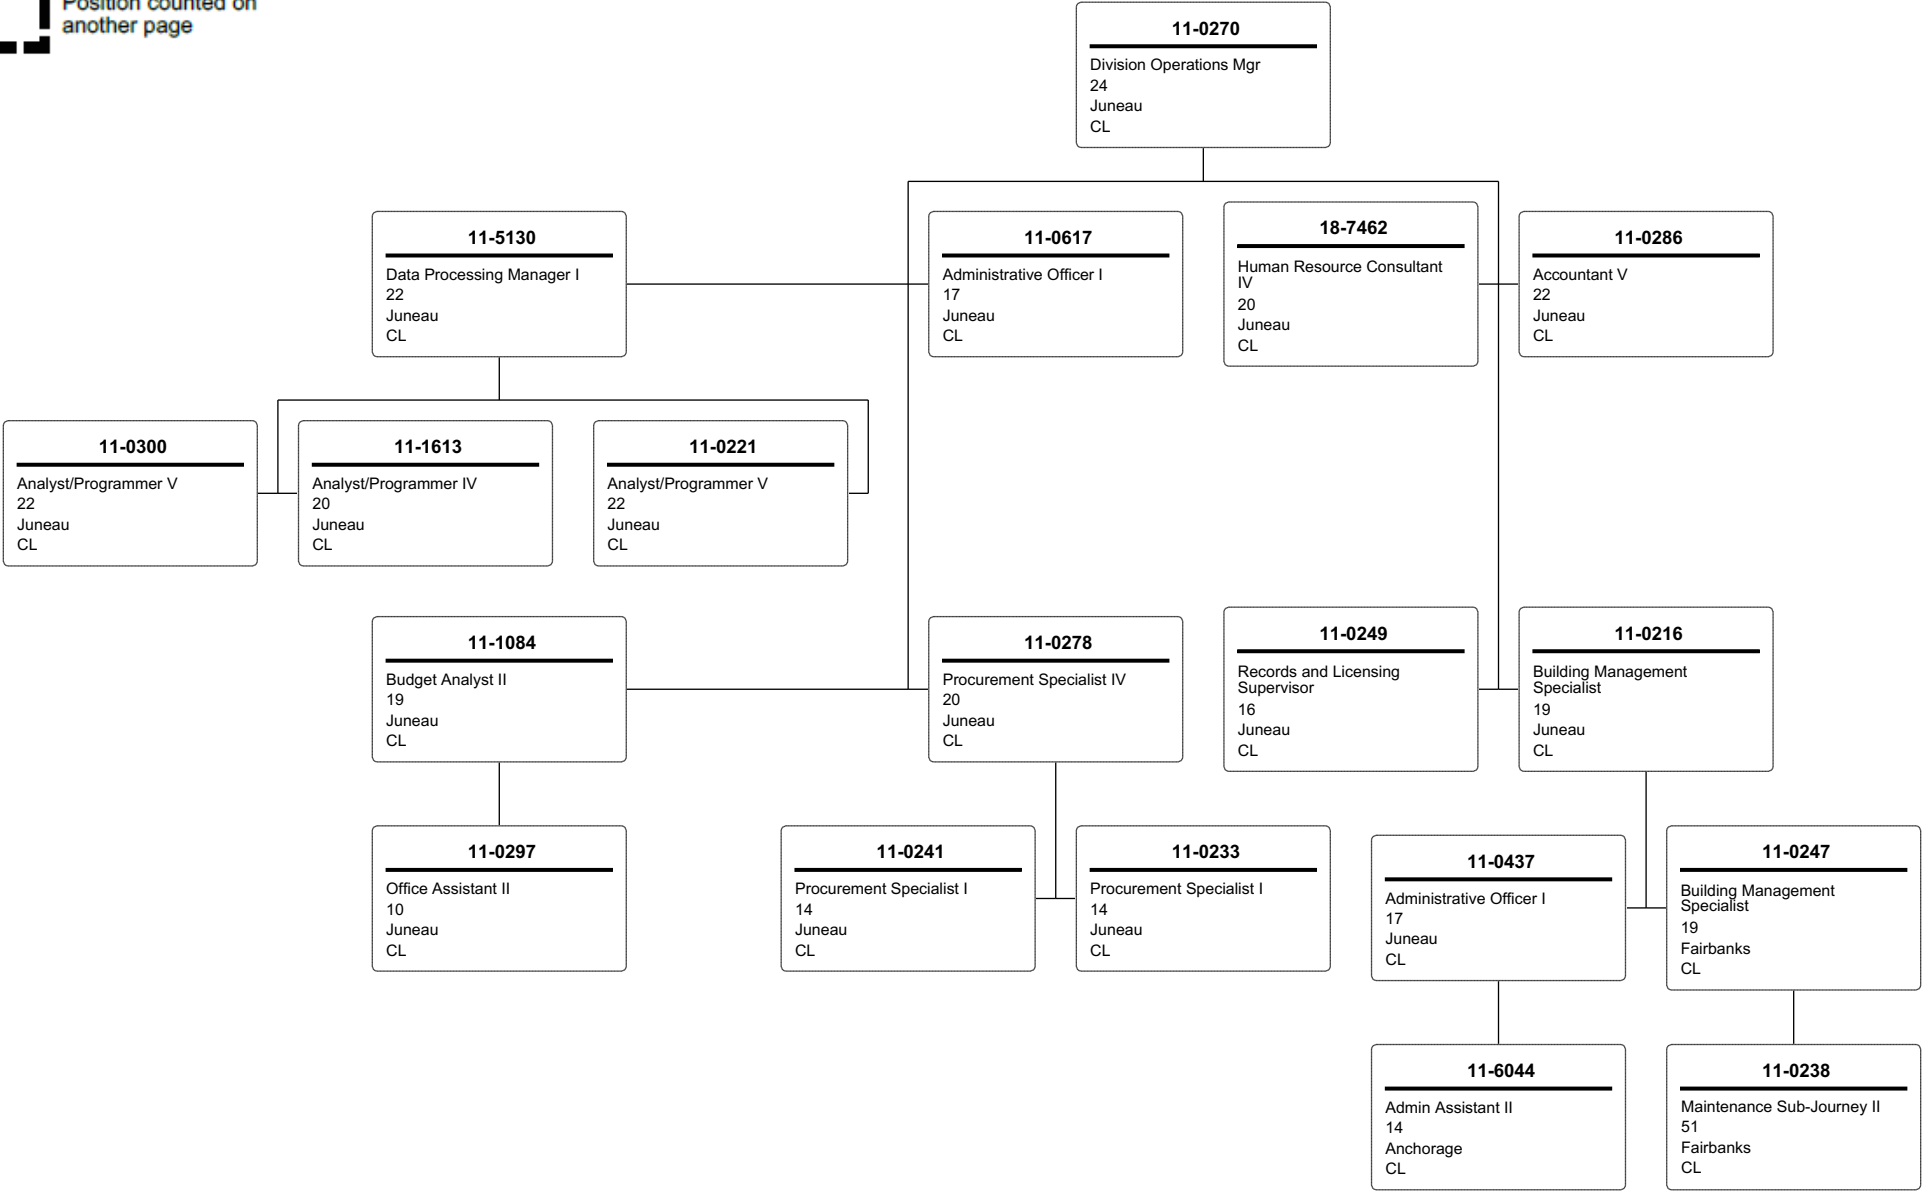 Position counted on
another page
11-0270
Division Operations Mgr
24
Juneau
CL
11-5130
Data Processing Manager I
22
Juneau
CL
11-0617
Administrative Officer I
17
Juneau
CL
18-7462
Human Resource Consultant
IV
20
Juneau
CL
11-0286
Accountant V
22
Juneau
CL
11-0300
Analyst/Programmer V
22
Juneau
CL
11-1613
Analyst/Programmer IV
20
Juneau
CL
11-0221
Analyst/Programmer V
22
Juneau
CL
11-1084
Budget Analyst II
19
Juneau
CL
11-0278
Procurement Specialist IV
20
Juneau
CL
11-0249
Records and Licensing
Supervisor
16
Juneau
CL
11-0216
Building Management
Specialist
19
Juneau
CL
11-0297
Office Assistant II
10
Juneau
CL
11-0241
Procurement Specialist I
14
Juneau
CL
11-0233
Procurement Specialist I
14
Juneau
CL
11-0437
Administrative Officer I
17
Juneau
CL
11-0247
Building Management
Specialist
19
Fairbanks
CL
11-6044
Admin Assistant II
14
Anchorage
CL
11-0238
Maintenance Sub-Journey II
51
Fairbanks
CL